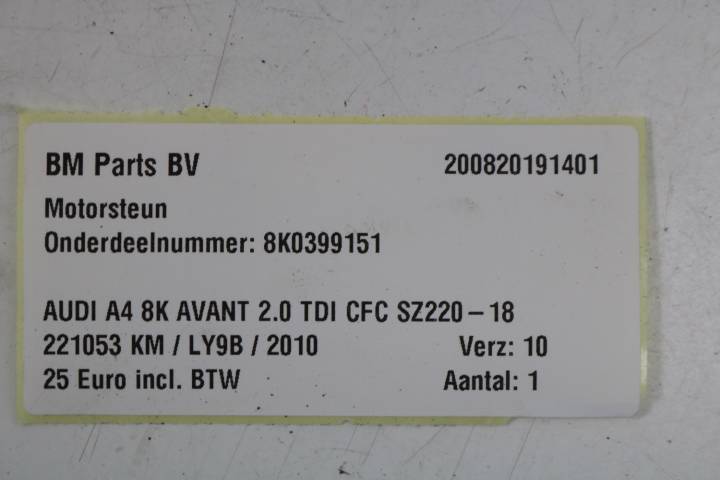 BM Parts BV 200820191401
Motorsteun
Onderdeelnummer: 8K0399151
AUDI A4 8K AVANT 2.0 TDI CFC SZ220 – 18
221053 KM / LY9B / 2010 Verz: 10
25 Euro incl. BTW Aantal: 1